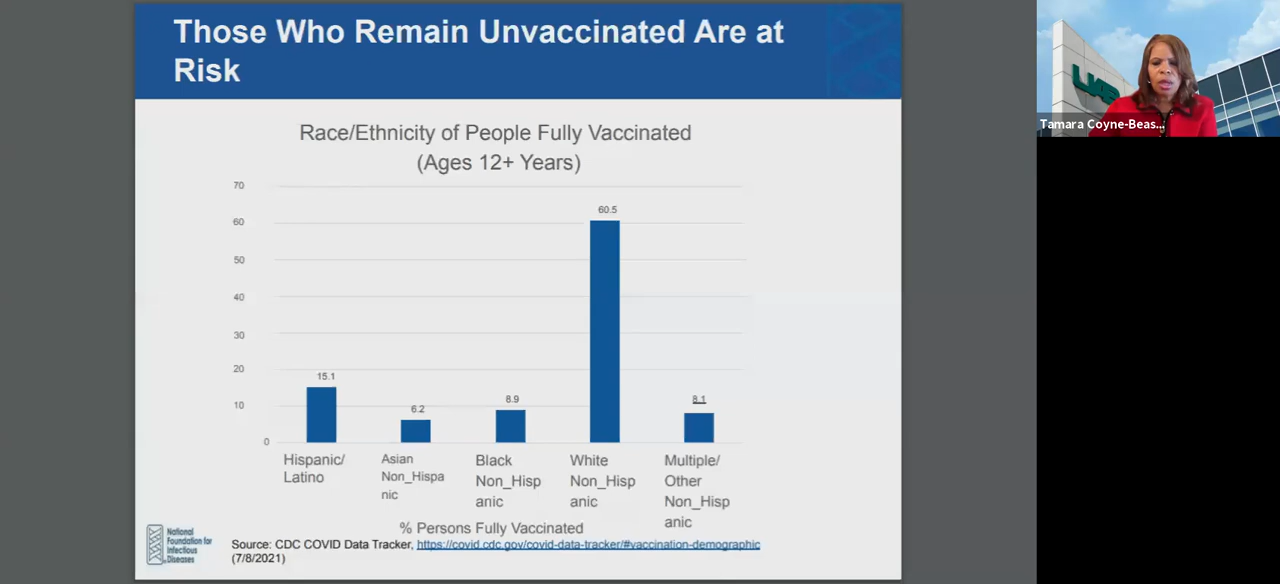 Those Who Remain Unvaccinated Are at
Risk
Race/Ethnicity of People Fully Vaccinated
(Ages 12+ Years)
70
60
50
40
30
20
10
0
15.1
6.2
8.9
60.5
8.1
Hispanic/
Latino
Asian
Non_Hispa
nic
Black
Non_Hisp
anic
White
Non_Hisp
anic
Multiple/
Other
Non_Hisp
anic
% Persons Fully Vaccinated
National
Foundation for
Infectious
Diseases
Source: CDC COVID Data Tracker, https://covid.cdc.gov/covid-data-tracker/#vaccination-demographic
(7/8/2021)
UAB
Tamara Coyne-Beas...